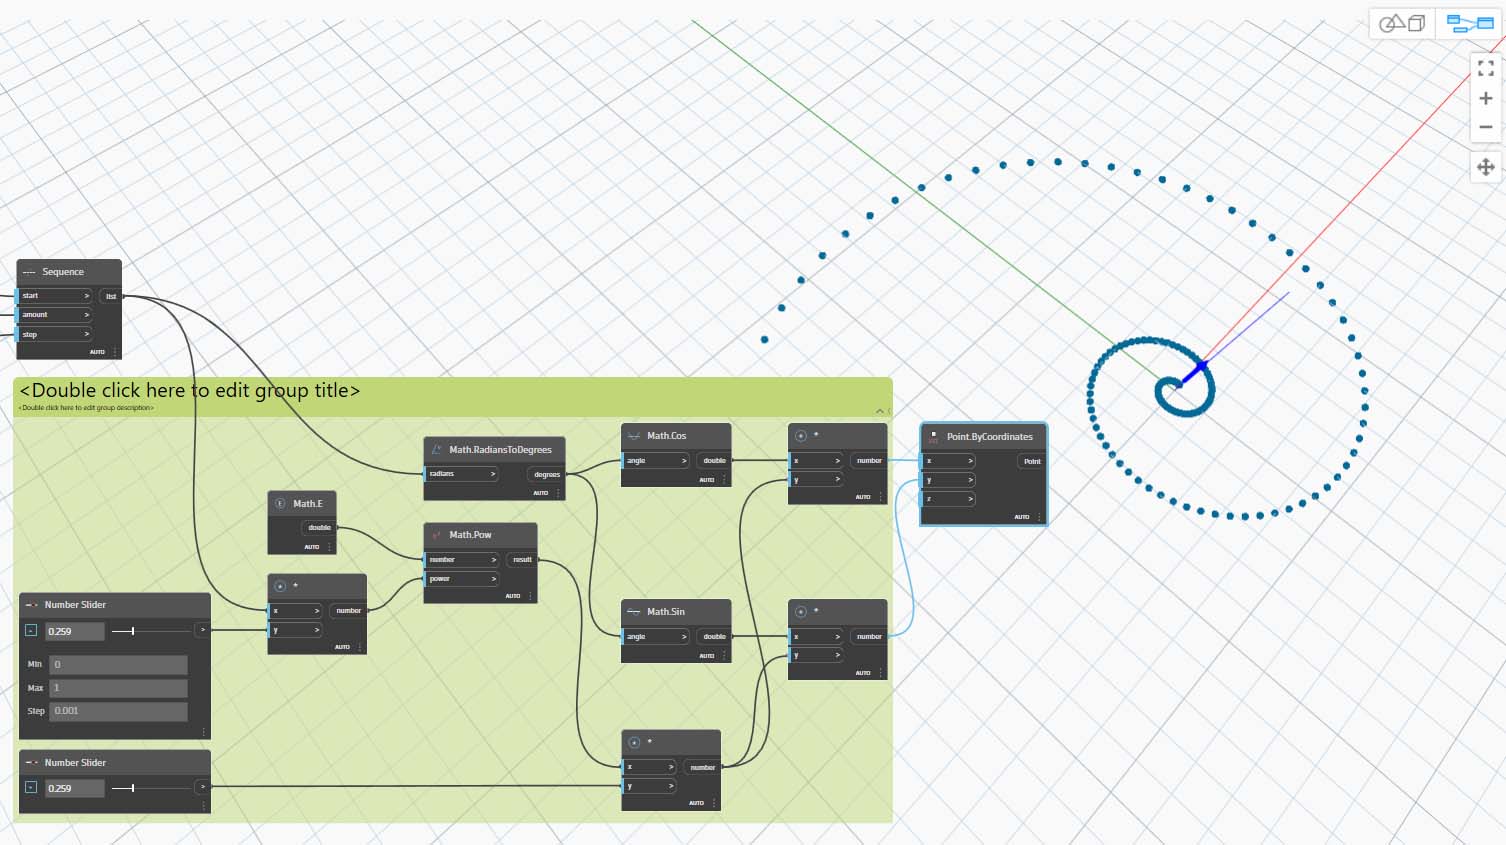 Sequence
start >
list
amount >
step >
AUTO
<Double click here to edit group title>
<Double click here to edit group description>
Math.RadiansToDegrees
radians >
degrees
AUTO
Math.Cos
angle >
double
AUTO
*
x >
number
y >
AUTO
Point.ByCoordinates
x >
Point
y >
z >
AUTO
Math.E
double
AUTO
Math.Pow
number >
result
power >
AUTO
*
x >
number
y >
AUTO
Number Slider
0.259
>
Min
0
Max
1
Step
0.001
Math.Sin
angle >
double
AUTO
*
x >
number
y >
AUTO
Number Slider
0.259
>
*
x >
number
y >
AUTO